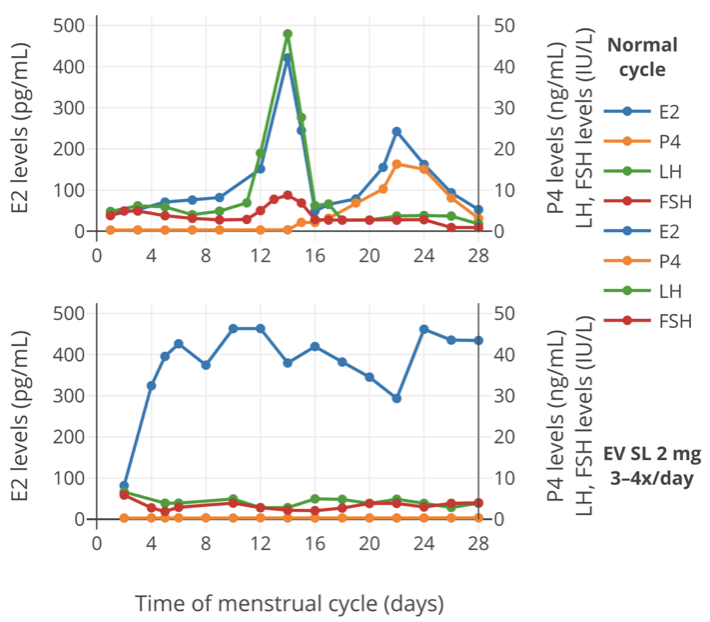 E2 levels (pg/mL)
500
400
300
200
100
0
0
4
8
12
16
20
24
28
50
40
30
20
10
0
P4 levels (ng/mL)
LH, FSH levels (IU/L)
Normal
cycle
E2
P4
LH
FSH
E2
P4
LH
FSH
E2 levels (pg/mL)
500
400
300
200
100
0
0
4
8
12
16
20
24
28
50
40
30
20
10
0
P4 levels (ng/mL)
LH, FSH levels (IU/L)
EV SL 2 mg
3–4x/day
Time of menstrual cycle (days)